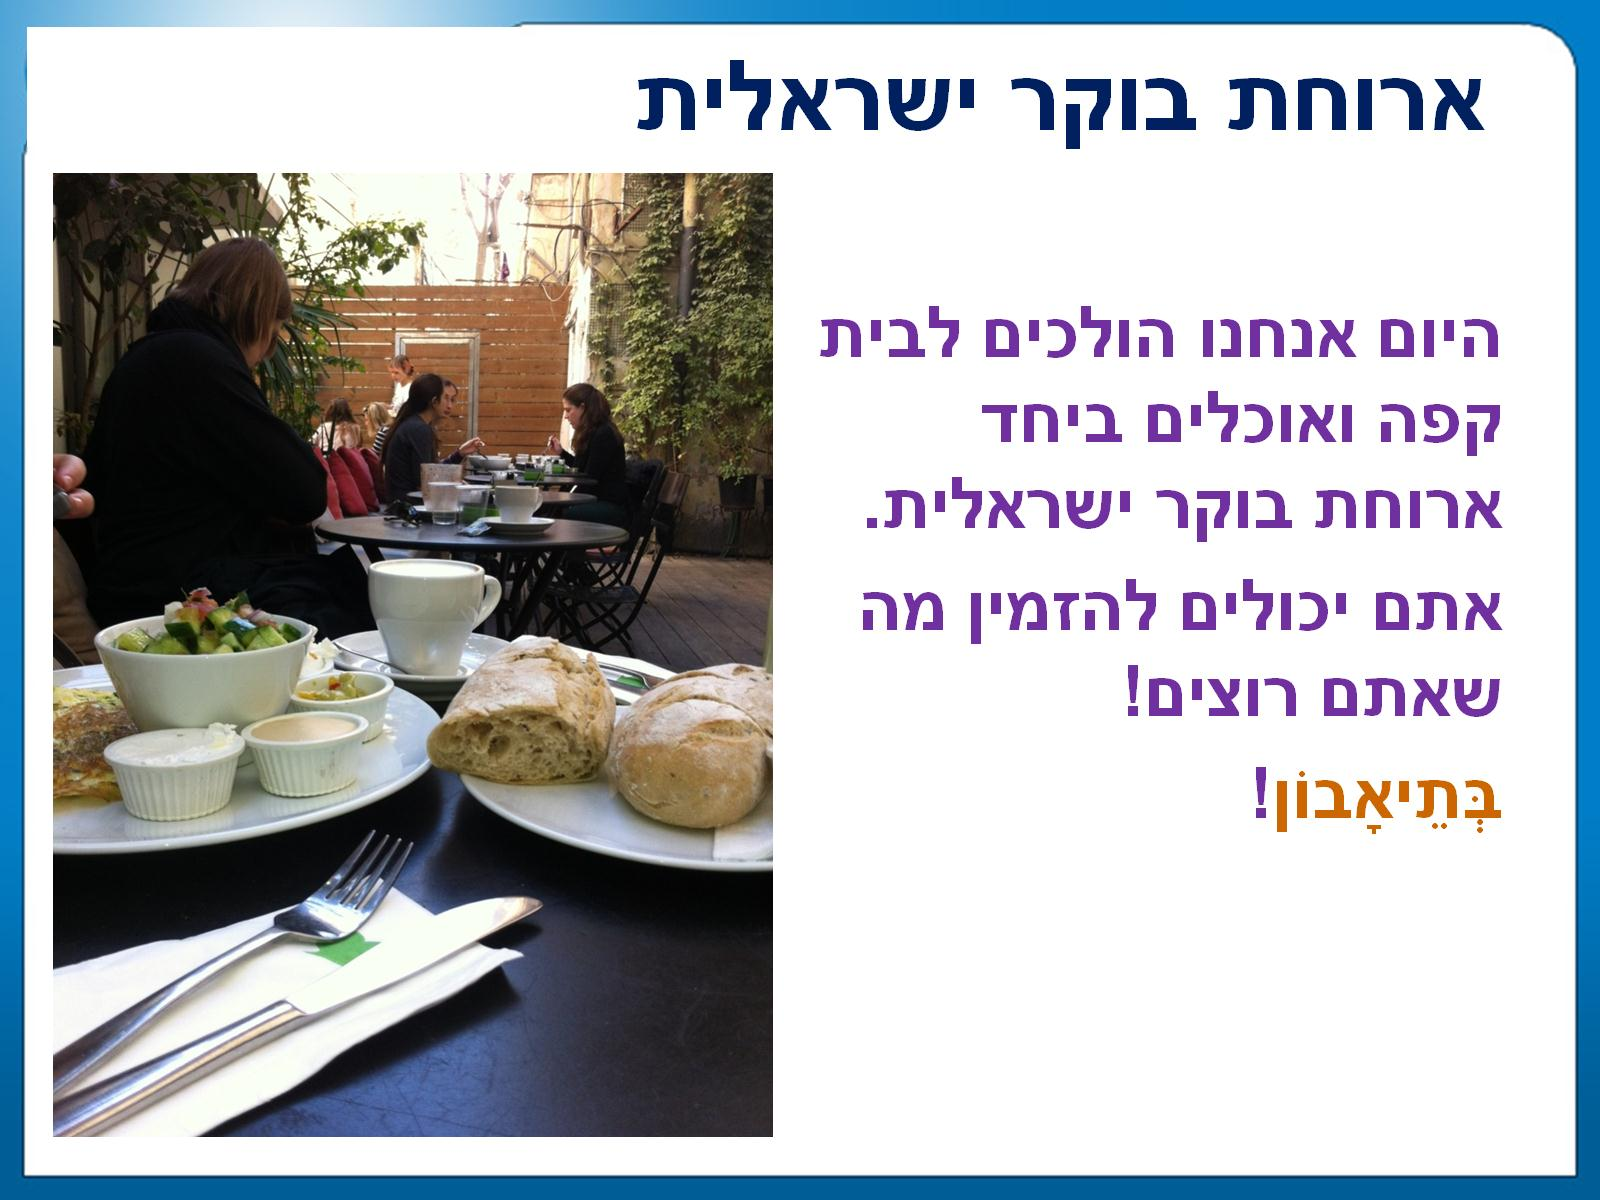 ארוחת בוקר ישראלית
היום אנחנו הולכים לבית
קפה ואוכלים ביחד
ארוחת בוקר ישראלית.
אתם יכולים להזמין מה
שאתם רוצים!
בְּתֵיאָבוֹן!